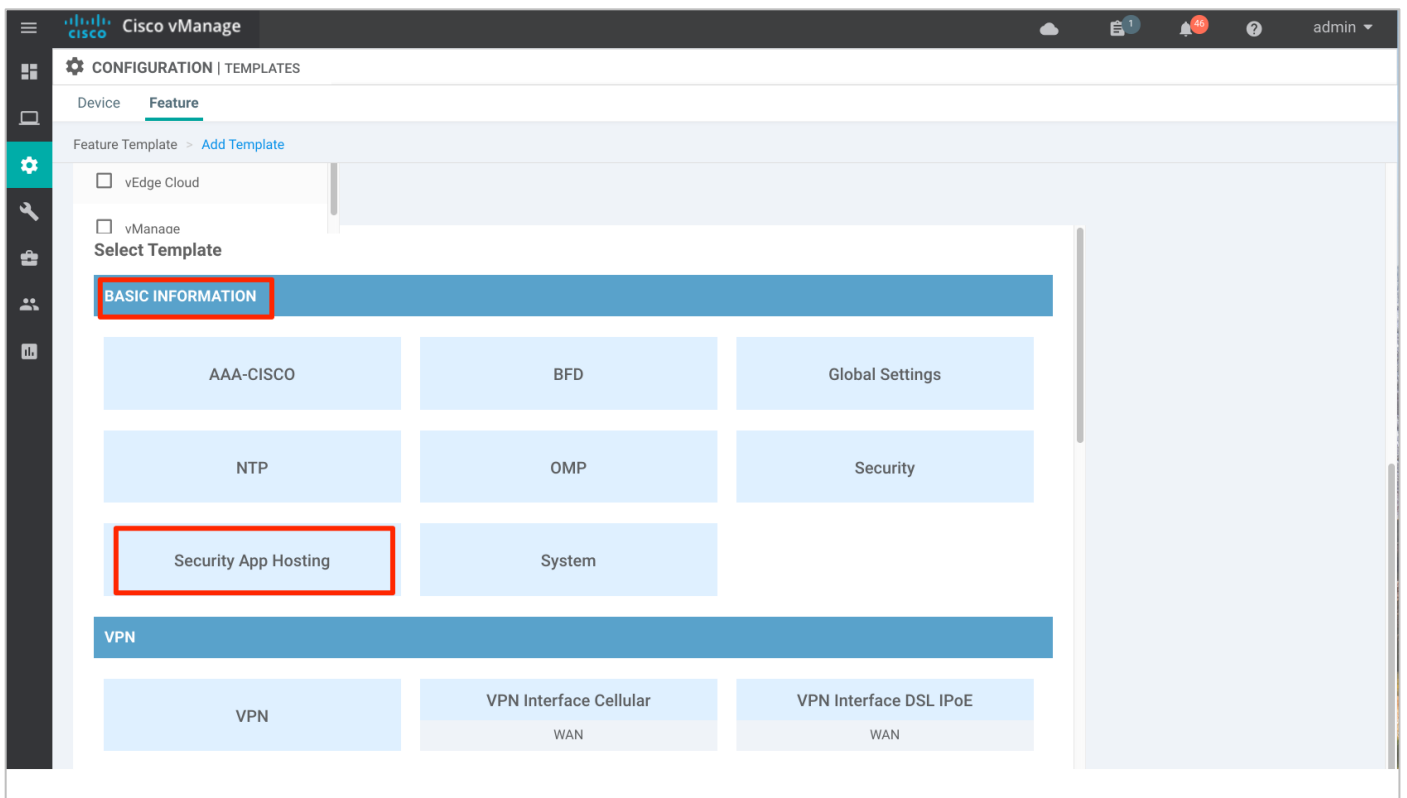 CISCO Cisco vManage 1 46 admin
CONFIGURATION | TEMPLATES
Device Feature
Feature Template > Add Template
vEdge Cloud
vManage
Select Template
BASIC INFORMATION
AAA-CISCO BFD Global Settings
NTP OMP Security
Security App Hosting System
VPN
VPN VPN Interface Cellular VPN Interface DSL IPoE
WAN WAN